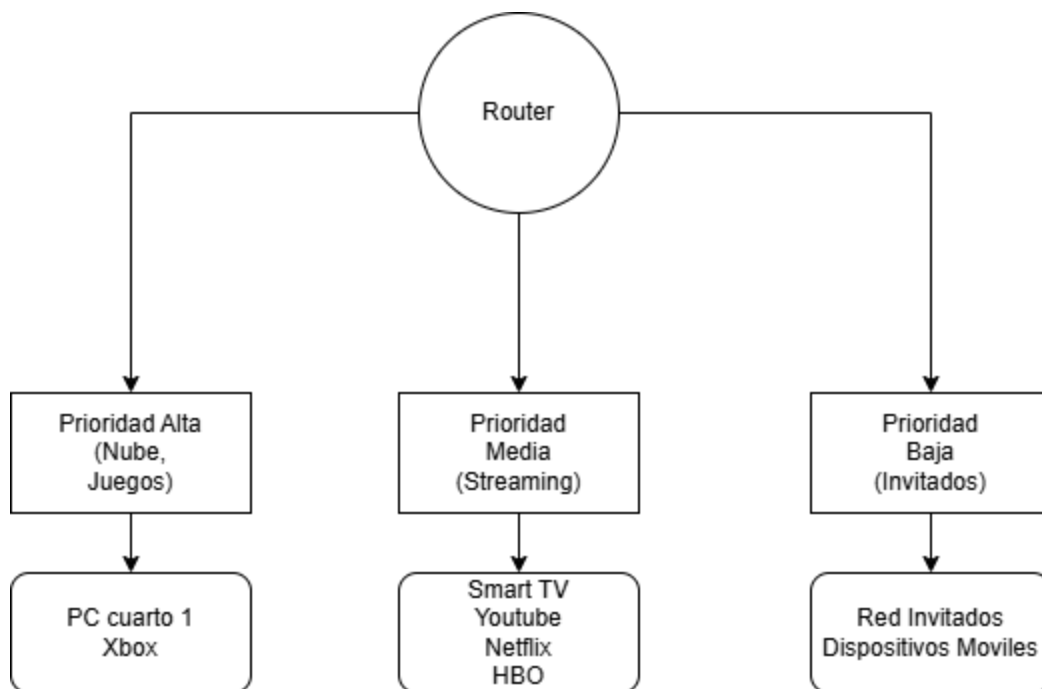 Router
Prioridad Alta
(Nube,
Juegos)
Prioridad
Media
(Streaming)
Prioridad
Baja
(Invitados)
PC cuarto 1
Xbox
Smart TV
Youtube
Netflix
HBO
Red Invitados
Dispositivos Moviles